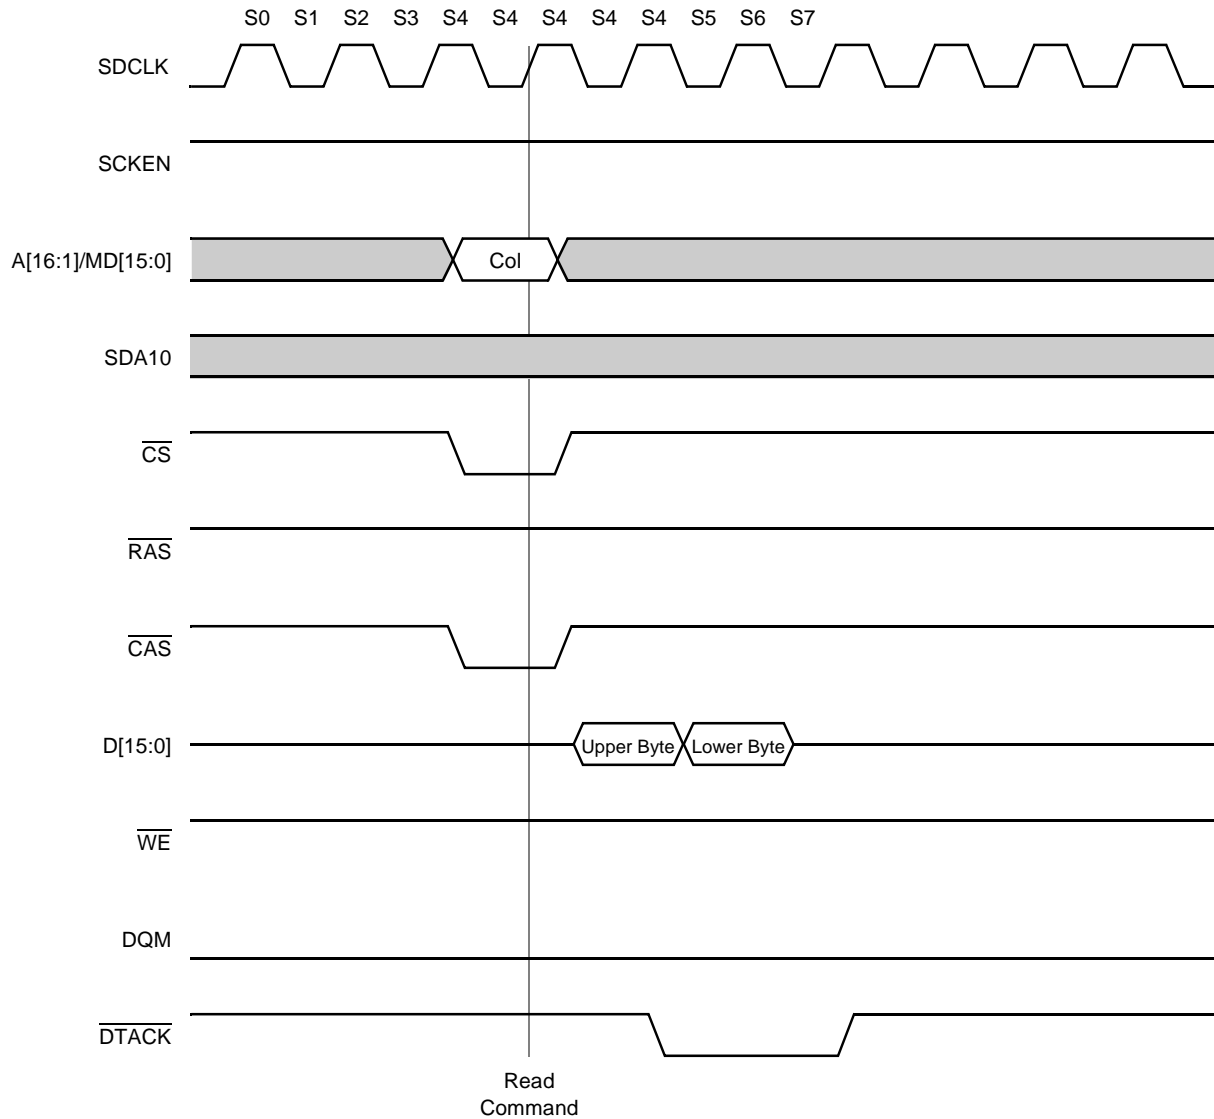 S0 S1 S2 S3 S4 S4 S4 S4 S4 S5 S6 S7
SDCLK
SCKEN
A[16:1]/MD[15:0]
Col
SDA10
CS
RAS
CAS
D[15:0]
Upper Byte
Lower Byte
WE
DQM
DTACK
Read
Command